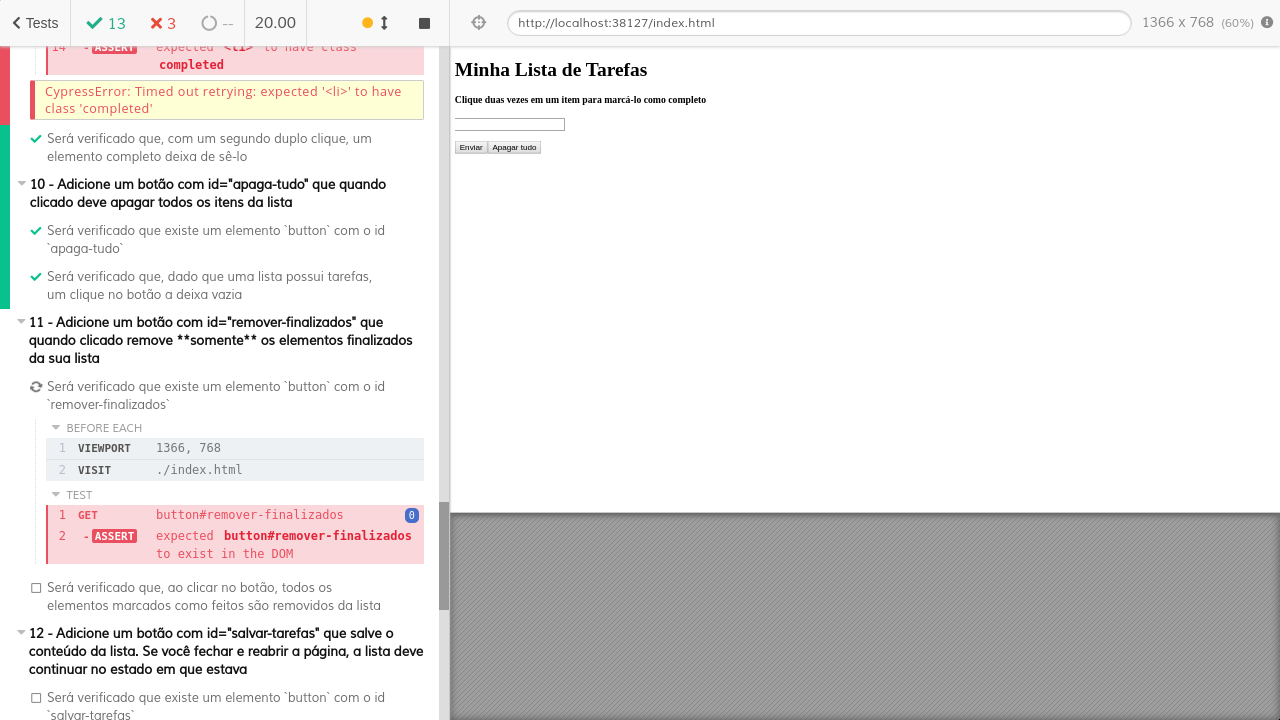 Tests
13
3
--
20.00
http://localhost:38127/index.html
1366 x 768 (60%)
14 - ASSERT expected <li> to have class
completed
CypressError: Timed out retrying: expected '<li>' to have
class 'completed'
Será verificado que, com um segundo duplo clique, um
elemento completo deixa de sê-lo
10 - Adicione um botão com id="apaga-tudo" que quando
clicado deve apagar todos os itens da lista
Será verificado que existe um elemento `button` com o id
`apaga-tudo`
Será verificado que, dado que uma lista possui tarefas,
um clique no botão a deixa vazia
11 - Adicione um botão com id="remover-finalizados" que
quando clicado remove **somente** os elementos finalizados
da sua lista
Será verificado que existe um elemento `button` com o id
`remover-finalizados`
BEFORE EACH
1 VIEWPORT 1366, 768
2 VISIT ./index.html
TEST
1 GET button#remover-finalizados 0
2 - ASSERT expected button#remover-finalizados
to exist in the DOM
Será verificado que, ao clicar no botão, todos os
elementos marcados como feitos são removidos da lista
12 - Adicione um botão com id="salvar-tarefas" que salve o
conteúdo da lista. Se você fechar e reabrir a página, a lista deve
continuar no estado em que estava
Será verificado que existe um elemento `button` com o id
`salvar-tarefas`
Minha Lista de Tarefas
Clique duas vezes em um item para marcá-lo como completo
Enviar Apagar tudo